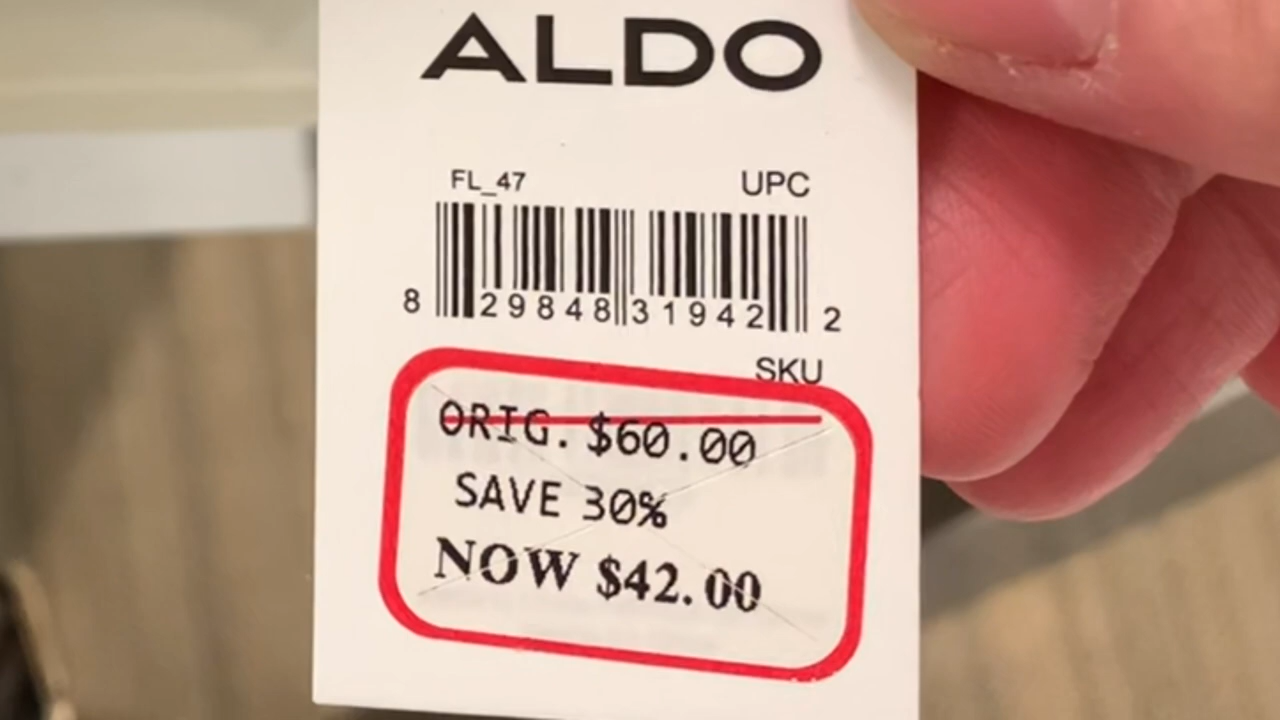 ALDO
FL_47 UPC
8 29848 31942 2
SKU
ORIG. $60.00
SAVE 30%
NOW $42.00